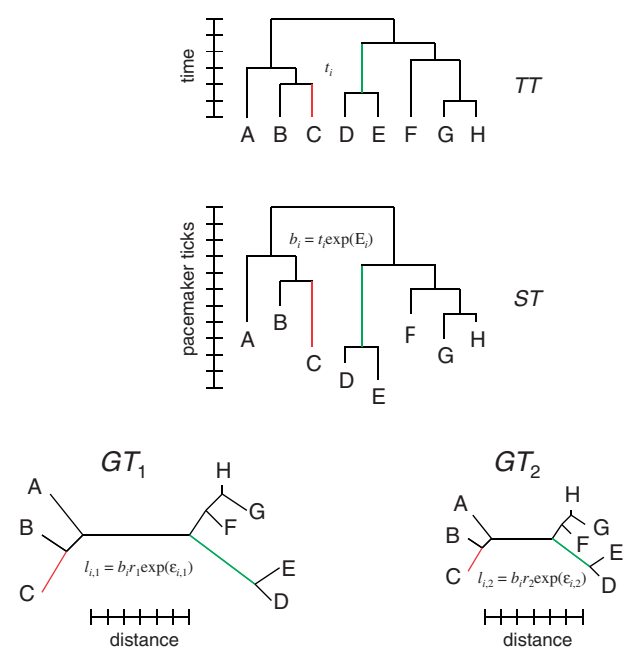 time
t_i
TT
A B C D E F G H
pacemaker ticks
b_i = t_i exp(E_i)
ST
A
B
C
D
E
F
G
H
GT_1
A
B
C
H
G
F
E
D
l_{i,1} = b_i r_1 exp(ε_{i,1})
distance
GT_2
A
B
C
H
G
F
E
D
l_{i,2} = b_i r_2 exp(ε_{i,2})
distance